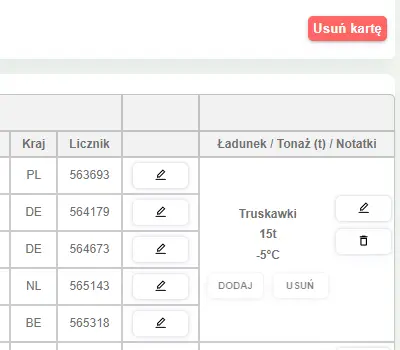 Usuń kartę
Kraj Licznik Ładunek / Tonaż (t) / Notatki
PL 563693
DE 564179
DE 564673
NL 565143
BE 565318
Truskawki
15t
-5°C
DODAJ USUŃ